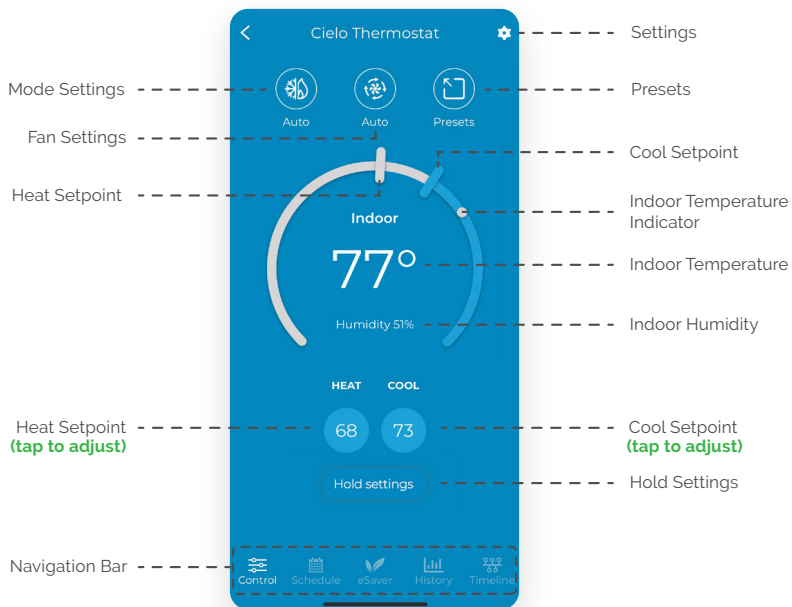 Cielo Thermostat
Settings
Mode Settings
Presets
Auto
Auto
Presets
Fan Settings
Cool Setpoint
Heat Setpoint
Indoor Temperature
Indicator
Indoor
77°
Indoor Temperature
Humidity 51%
Indoor Humidity
HEAT
COOL
Heat Setpoint
(tap to adjust)
68
73
Cool Setpoint
(tap to adjust)
Hold settings
Hold Settings
Navigation Bar
Control
Schedule
eSaver
History
Timeline